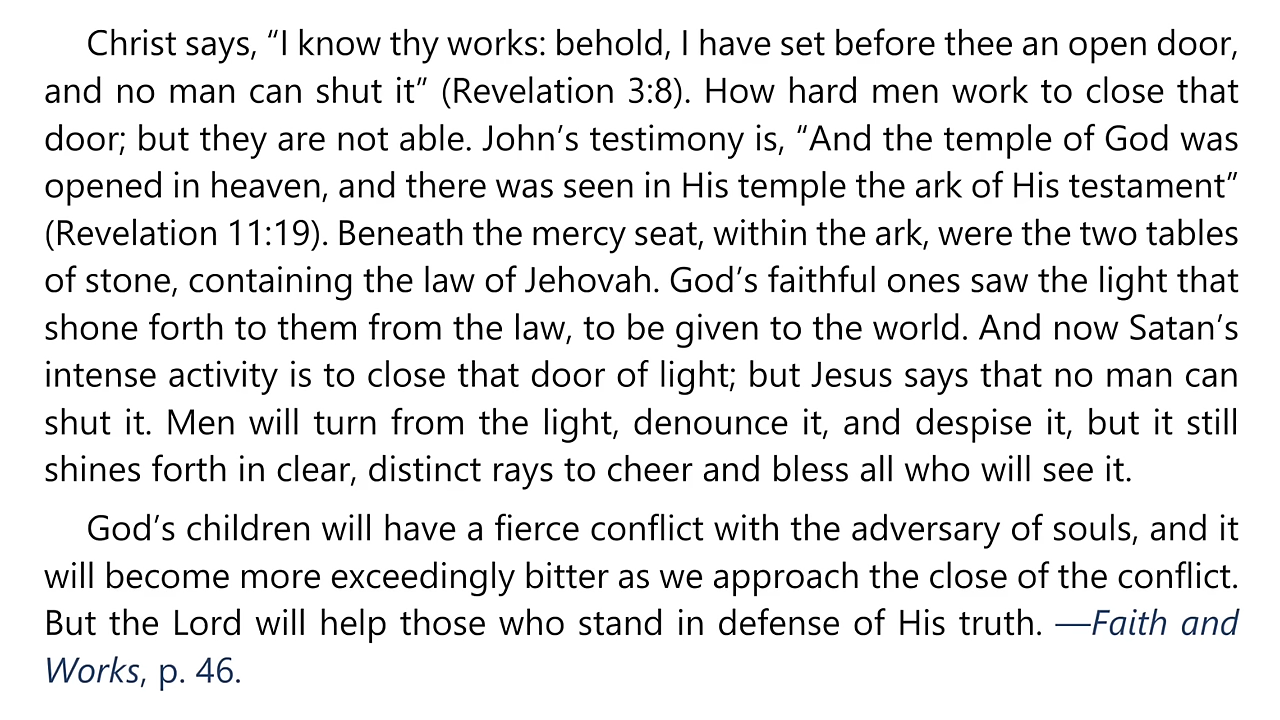 Christ says, “I know thy works: behold, I have set before thee an open door,
and no man can shut it” (Revelation 3:8). How hard men work to close that
door; but they are not able. John’s testimony is, “And the temple of God was
opened in heaven, and there was seen in His temple the ark of His testament”
(Revelation 11:19). Beneath the mercy seat, within the ark, were the two tables
of stone, containing the law of Jehovah. God’s faithful ones saw the light that
shone forth to them from the law, to be given to the world. And now Satan’s
intense activity is to close that door of light; but Jesus says that no man can
shut it. Men will turn from the light, denounce it, and despise it, but it still
shines forth in clear, distinct rays to cheer and bless all who will see it.
God’s children will have a fierce conflict with the adversary of souls, and it
will become more exceedingly bitter as we approach the close of the conflict.
But the Lord will help those who stand in defense of His truth. —Faith and
Works, p. 46.